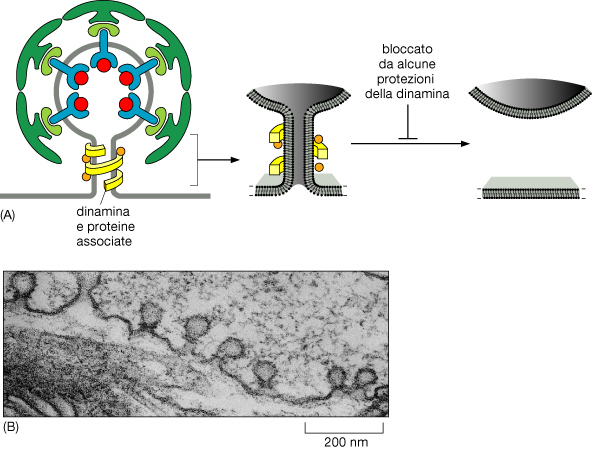 bloccato
da alcune
protezioni
della dinamina
(A)
dinamina
e proteine
associate
(B)
200 nm